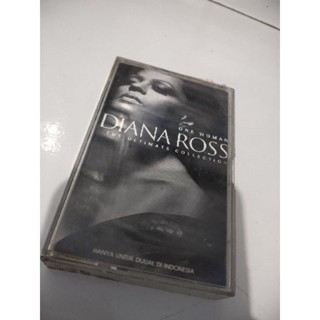 ONE WOMAN
DIANA ROSS
THE ULTIMATE COLLECTION
HANYA UNTUK DIJUAL DI INDONESIA